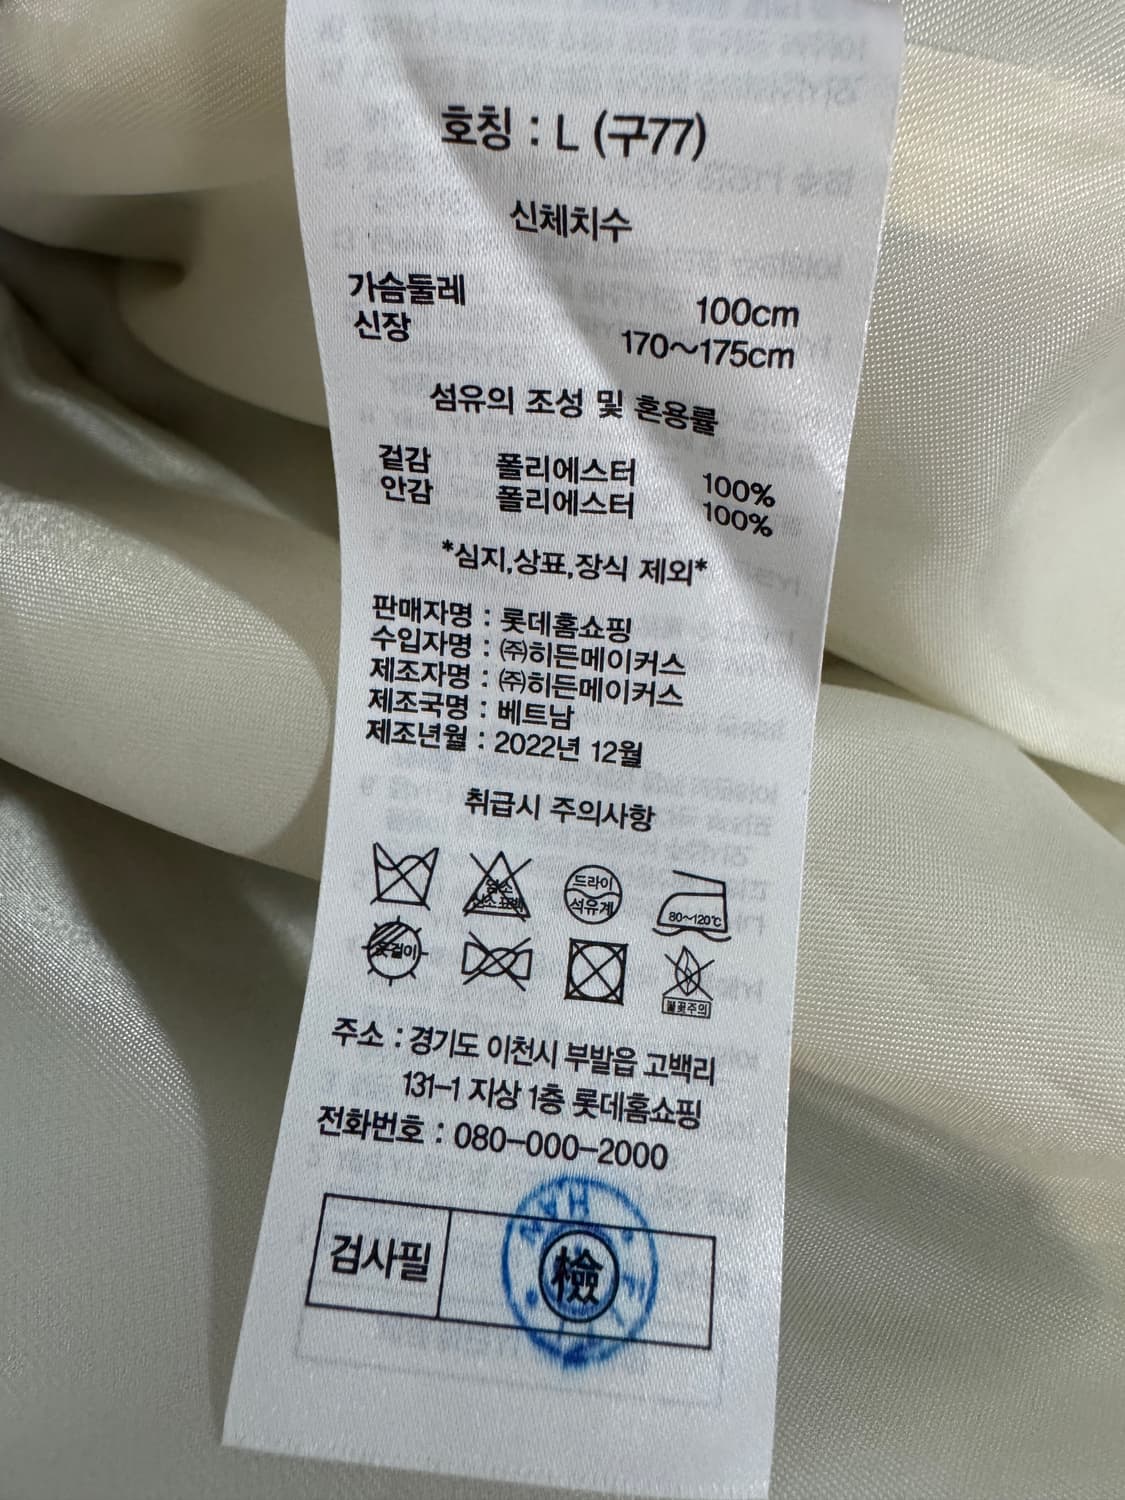 호칭 : L (구77)
신체치수
가슴둘레 100cm
신장 170~175cm
섬유의 조성 및 혼용률
겉감 폴리에스터 100%
안감 폴리에스터 100%
*심지,상표,장식 제외*
판매자명 : 롯데홈쇼핑
수입자명 : ㈜히든메이커스
제조자명 : ㈜히든메이커스
제조국명 : 베트남
제조년월 : 2022년 12월
취급시 주의사항
염소
산소표백
드라이
석유계
80~120℃
옷걸이
불꽃주의
주소 : 경기도 이천시 부발읍 고백리
131-1 지상 1층 롯데홈쇼핑
전화번호 : 080-000-2000
검사필
檢